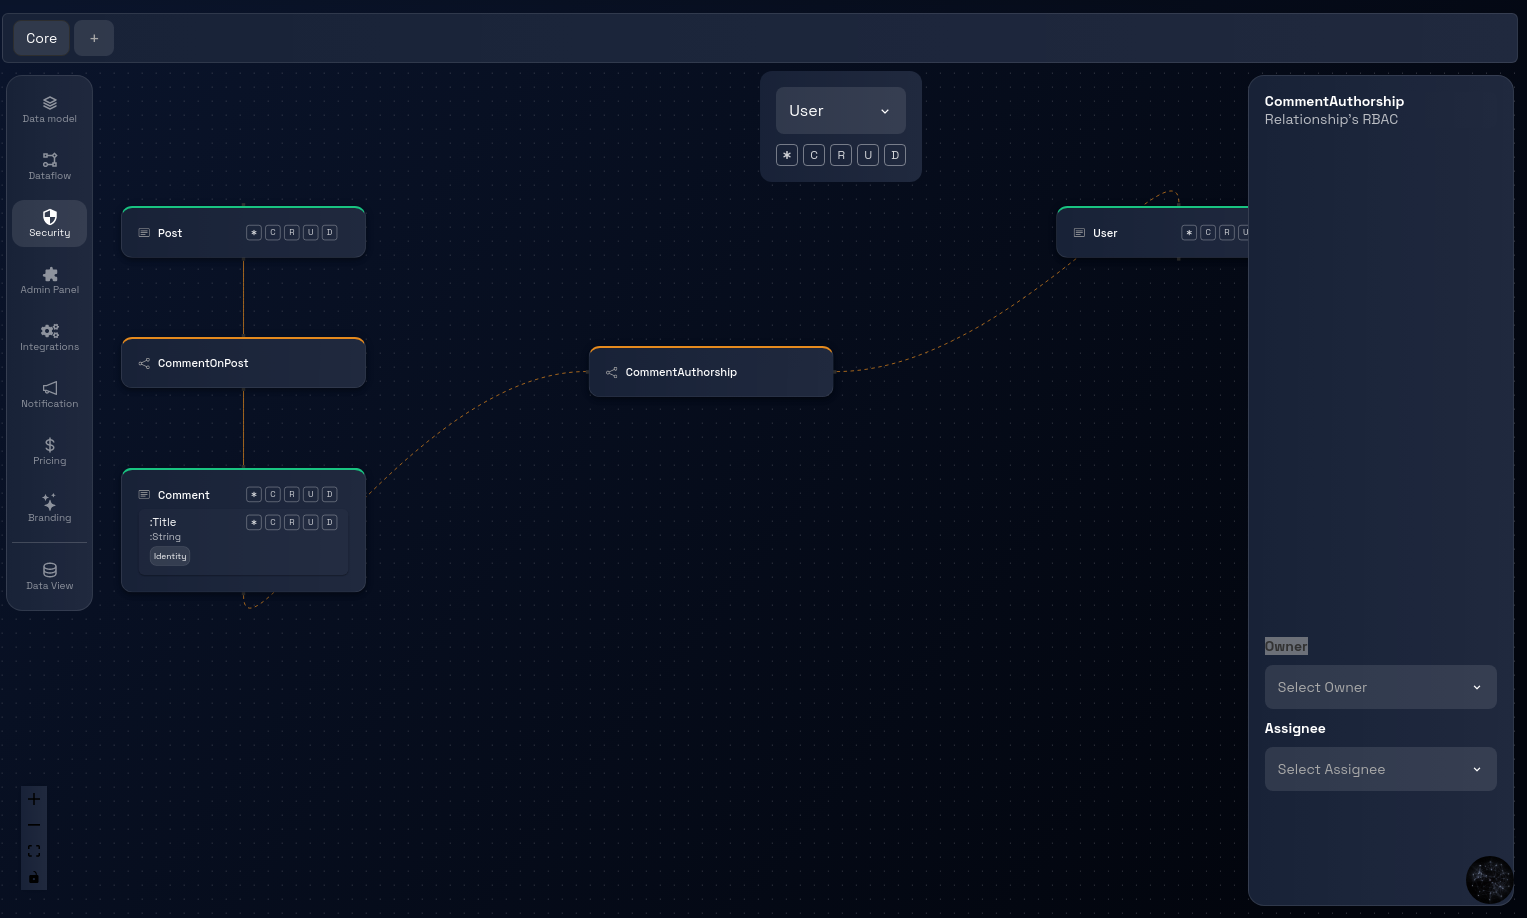 Core +
Data model
Dataflow
Security
Admin Panel
Integrations
Notification
Pricing
Branding
Data View
User
* C R U D
Post * C R U D
CommentOnPost
Comment * C R U D
:Title * C R U D
:String
Identity
CommentAuthorship
User * C R U
CommentAuthorship
Relationship's RBAC
Owner
Select Owner
Assignee
Select Assignee